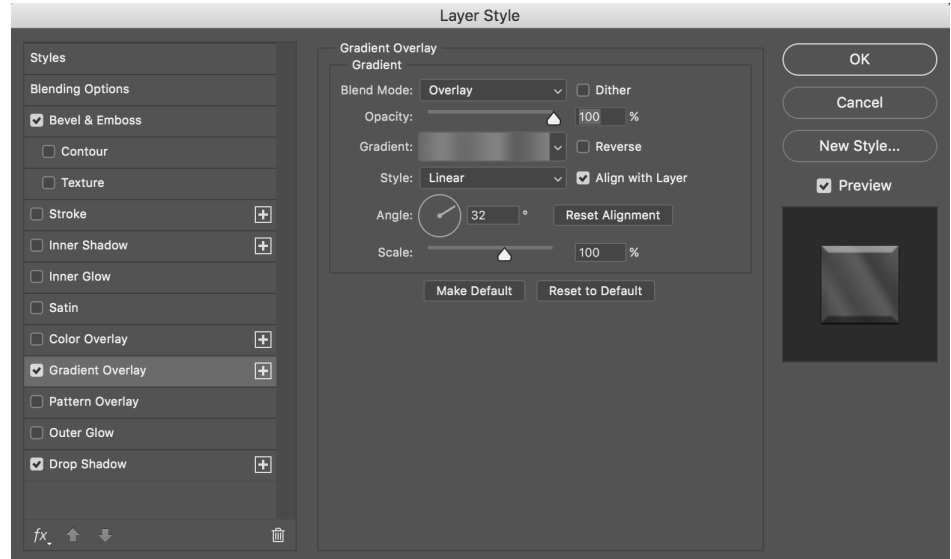 Layer Style
Styles
Blending Options
Bevel & Emboss
Contour
Texture
Stroke
Inner Shadow
Inner Glow
Satin
Color Overlay
Gradient Overlay
Pattern Overlay
Outer Glow
Drop Shadow
fx
Gradient Overlay
Gradient
Blend Mode: Overlay Dither
Opacity: 100 %
Gradient: Reverse
Style: Linear Align with Layer
Angle: 32 ° Reset Alignment
Scale: 100 %
Make Default Reset to Default
OK
Cancel
New Style...
Preview